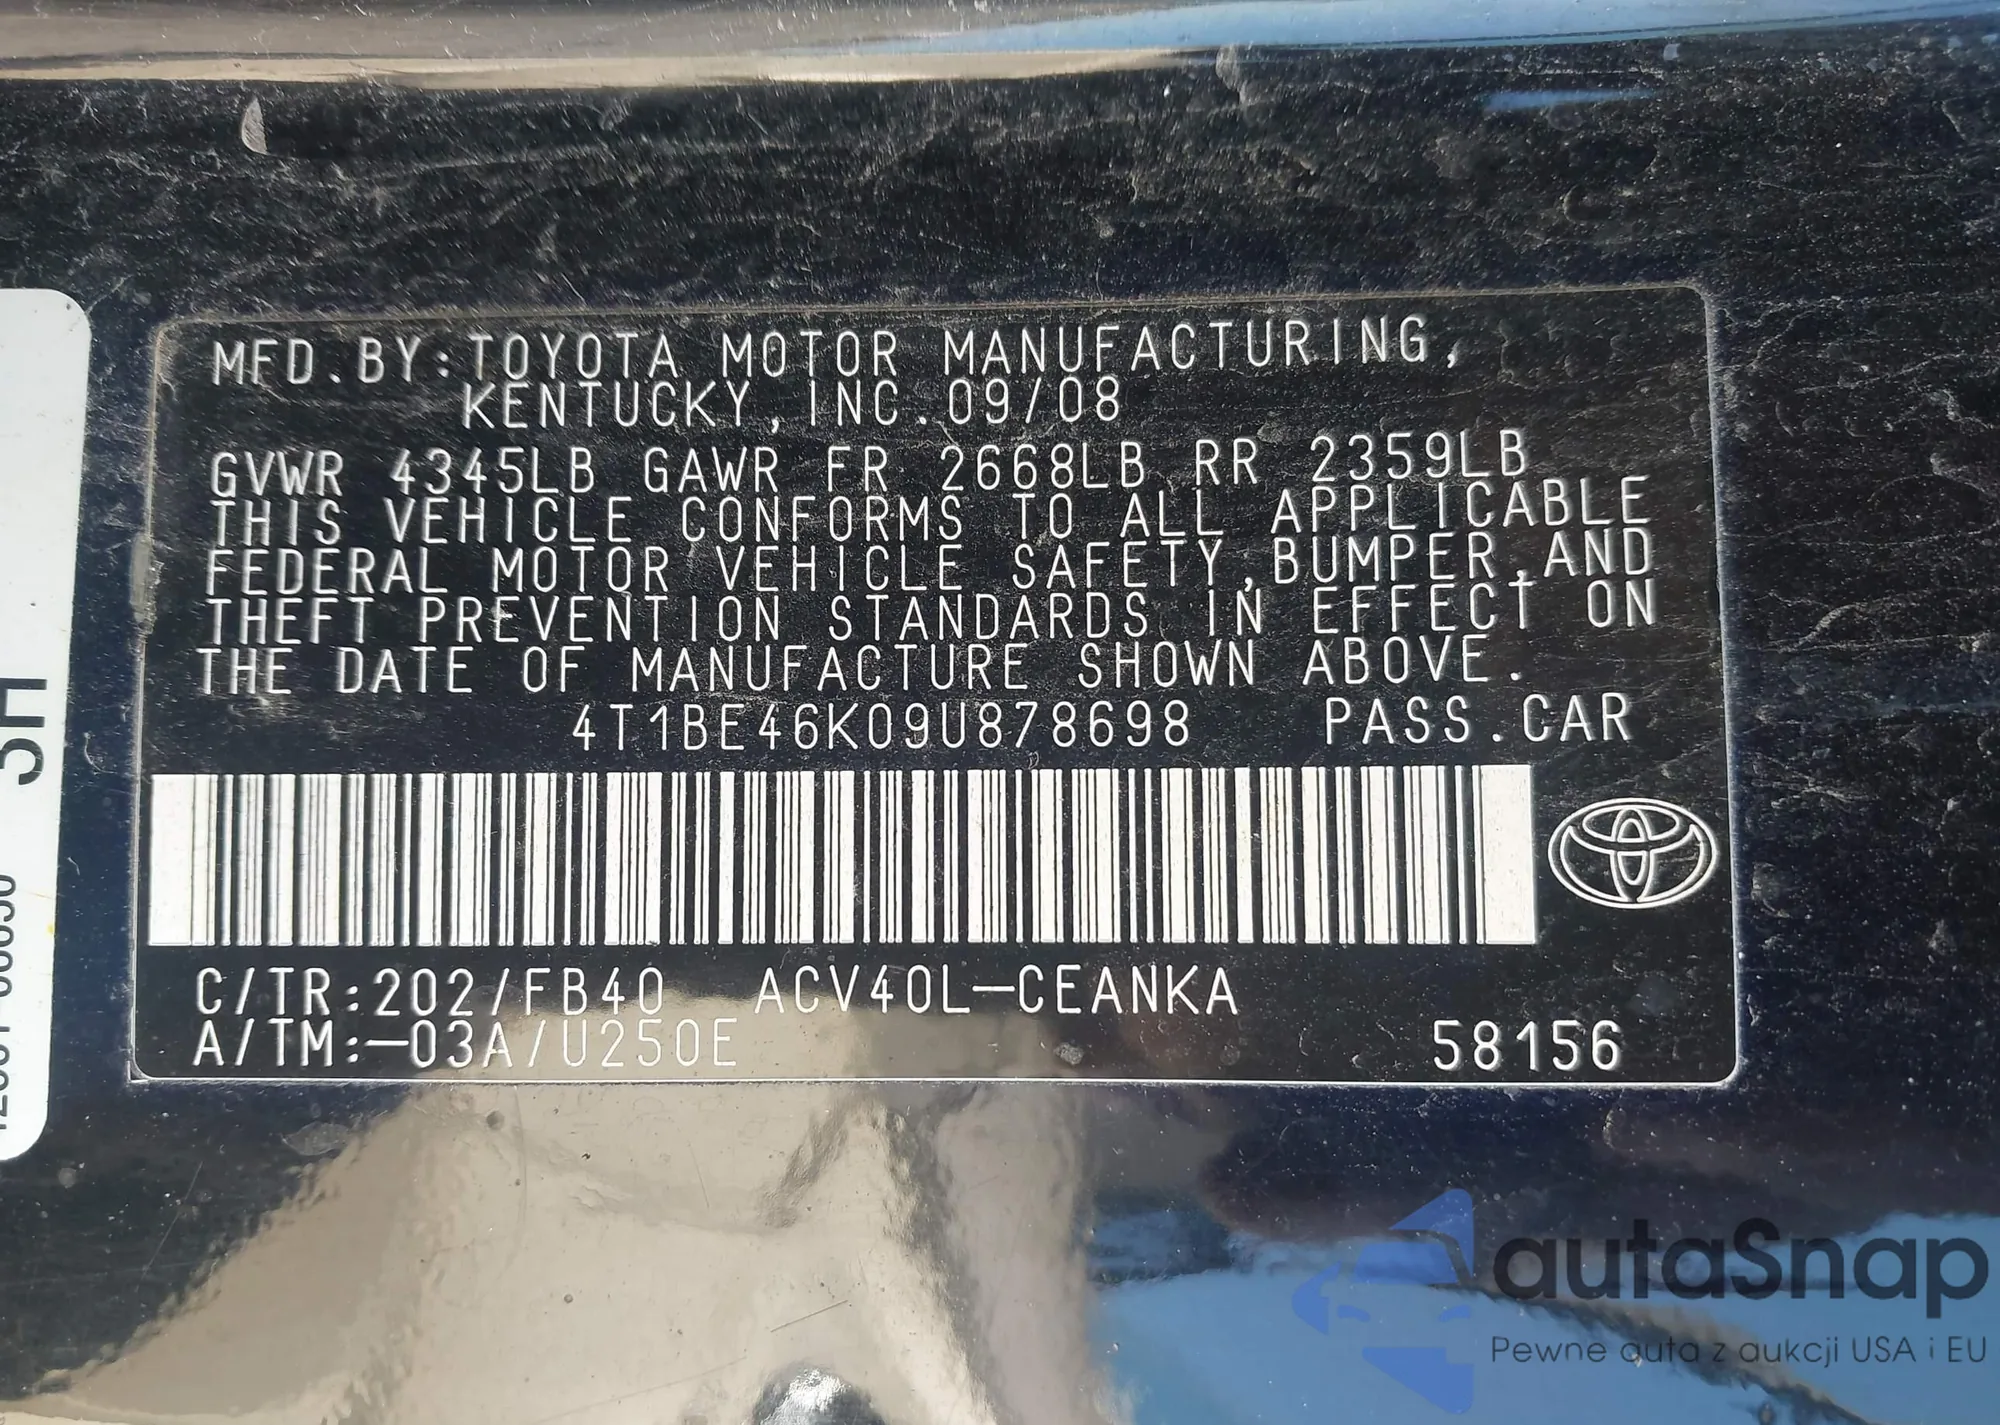 MFD.BY:TOYOTA MOTOR MANUFACTURING,
KENTUCKY,INC.09/08
GVWR 4345LB GAWR FR 2668LB RR 2359LB
THIS VEHICLE CONFORMS TO ALL APPLICABLE
FEDERAL MOTOR VEHICLE SAFETY,BUMPER,AND
THEFT PREVENTION STANDARDS IN EFFECT ON
THE DATE OF MANUFACTURE SHOWN ABOVE.
4T1BE46K09U878698 PASS.CAR
C/TR:202/FB40 ACV40L-CEANKA
A/TM:-03A/U250E 58156
autaSnap
Pewne auta z aukcji USA i EU